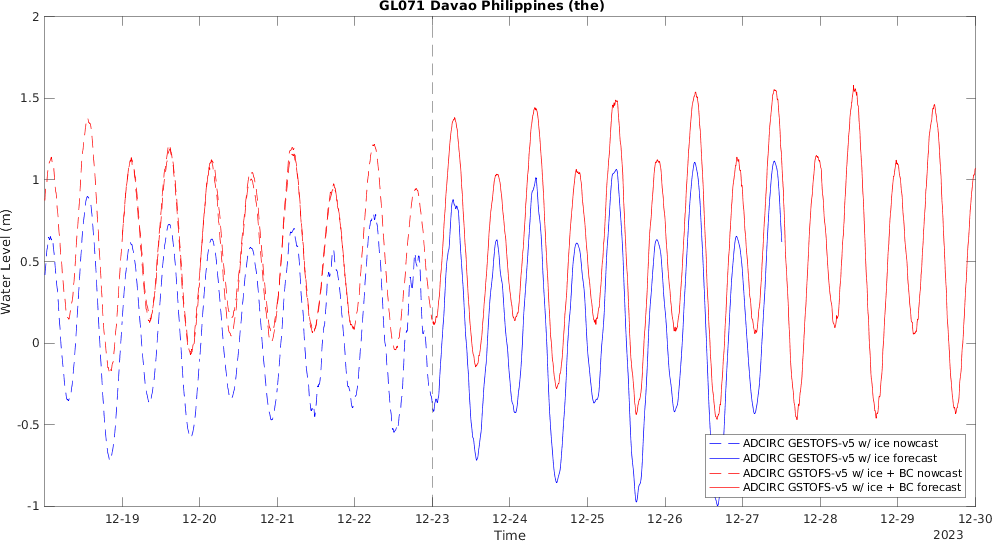 GL071 Davao Philippines (the)
2
1.5
1
0.5
0
-0.5
-1
Water Level (m)
12-19
12-20
12-21
12-22
12-23
12-24
12-25
12-26
12-27
12-28
12-29
12-30
Time
2023
ADCIRC GESTOFS-v5 w/ ice nowcast
ADCIRC GESTOFS-v5 w/ ice forecast
ADCIRC GSTOFS-v5 w/ ice + BC nowcast
ADCIRC GSTOFS-v5 w/ ice + BC forecast